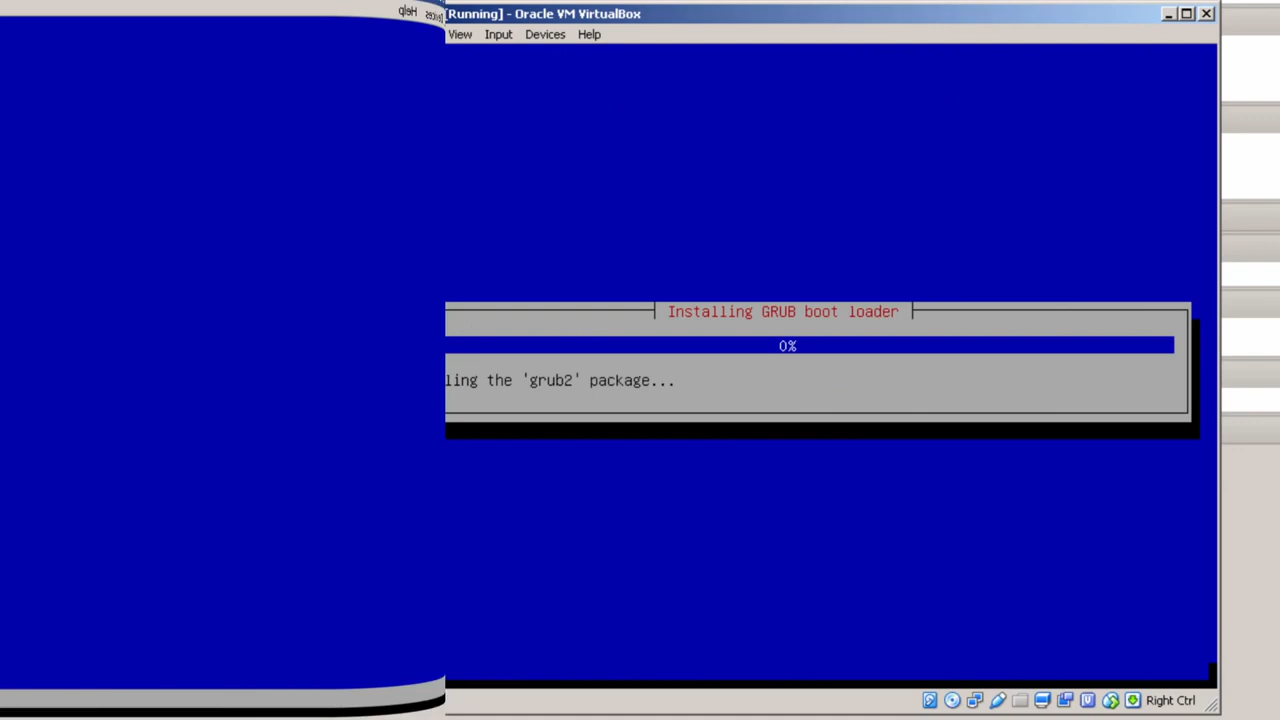 Help
[Running] - Oracle VM VirtualBox
View Input Devices Help
Installing GRUB boot loader
0%
ling the 'grub2' package...
Right Ctrl